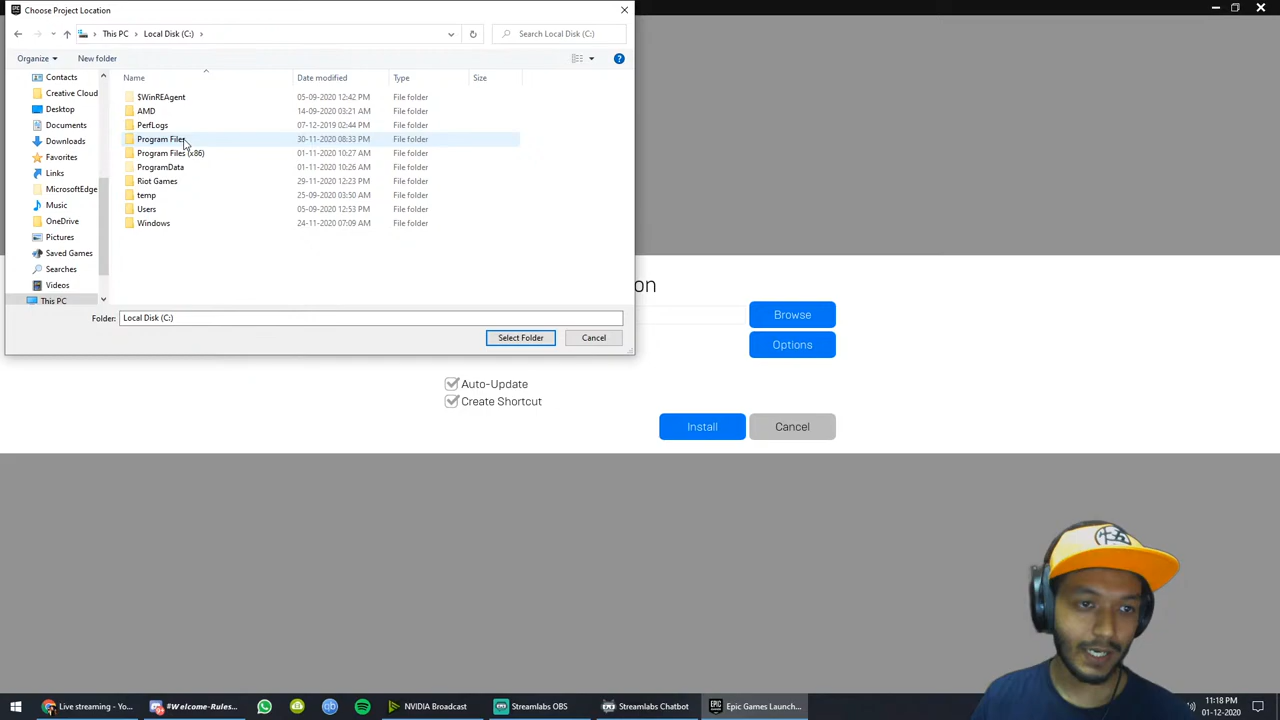 Choose Project Location
This PC
Local Disk (C:)
Search Local Disk (C:)
Organize
New folder
Name
Date modified
Type
Size
Contacts
Creative Cloud
Desktop
Documents
Downloads
Favorites
Links
MicrosoftEdge
Music
OneDrive
Pictures
Saved Games
Searches
Videos
This PC
$WinREAgent 05-09-2020 12:42 PM File folder
AMD 14-09-2020 03:21 AM File folder
PerfLogs 07-12-2019 02:44 PM File folder
Program Files 30-11-2020 08:33 PM File folder
Program Files (x86) 01-11-2020 10:27 AM File folder
ProgramData 01-11-2020 10:26 AM File folder
Riot Games 29-11-2020 12:23 PM File folder
temp 25-09-2020 03:50 AM File folder
Users 05-09-2020 12:53 PM File folder
Windows 24-11-2020 07:09 AM File folder
Folder: Local Disk (C:)
Select Folder
Cancel
on
Browse
Options
Auto-Update
Create Shortcut
Install
Cancel
Live streaming - Yo...
#Welcome-Rules...
NVIDIA Broadcast
Streamlabs OBS
Streamlabs Chatbot
Epic Games Launch...
11:18 PM
01-12-2020